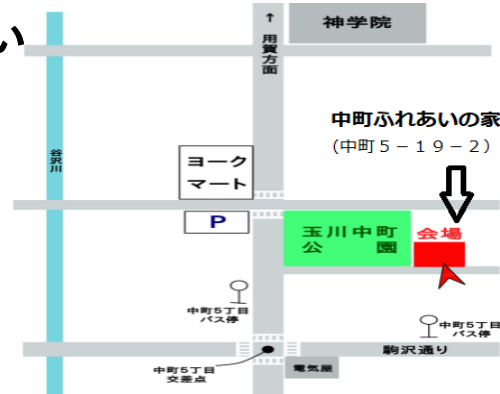 い
↑
用賀方面
神学院
中町ふれあいの家
(中町５－１９－２)
谷沢川
ヨーク
マート
P
玉川中町
公園
会場
中町5丁目
バス停
中町5丁目
バス停
駒沢通り
中町5丁目
交差点
電気屋